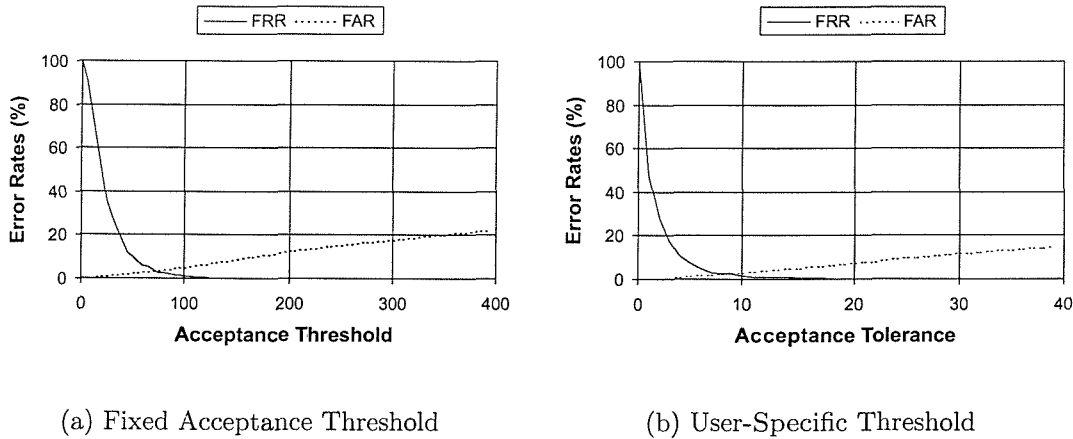 FRR FAR
Error Rates (%)
100
80
60
40
20
0
0 100 200 300 400
Acceptance Threshold
(a) Fixed Acceptance Threshold
FRR FAR
Error Rates (%)
100
80
60
40
20
0
0 10 20 30 40
Acceptance Tolerance
(b) User-Specific Threshold